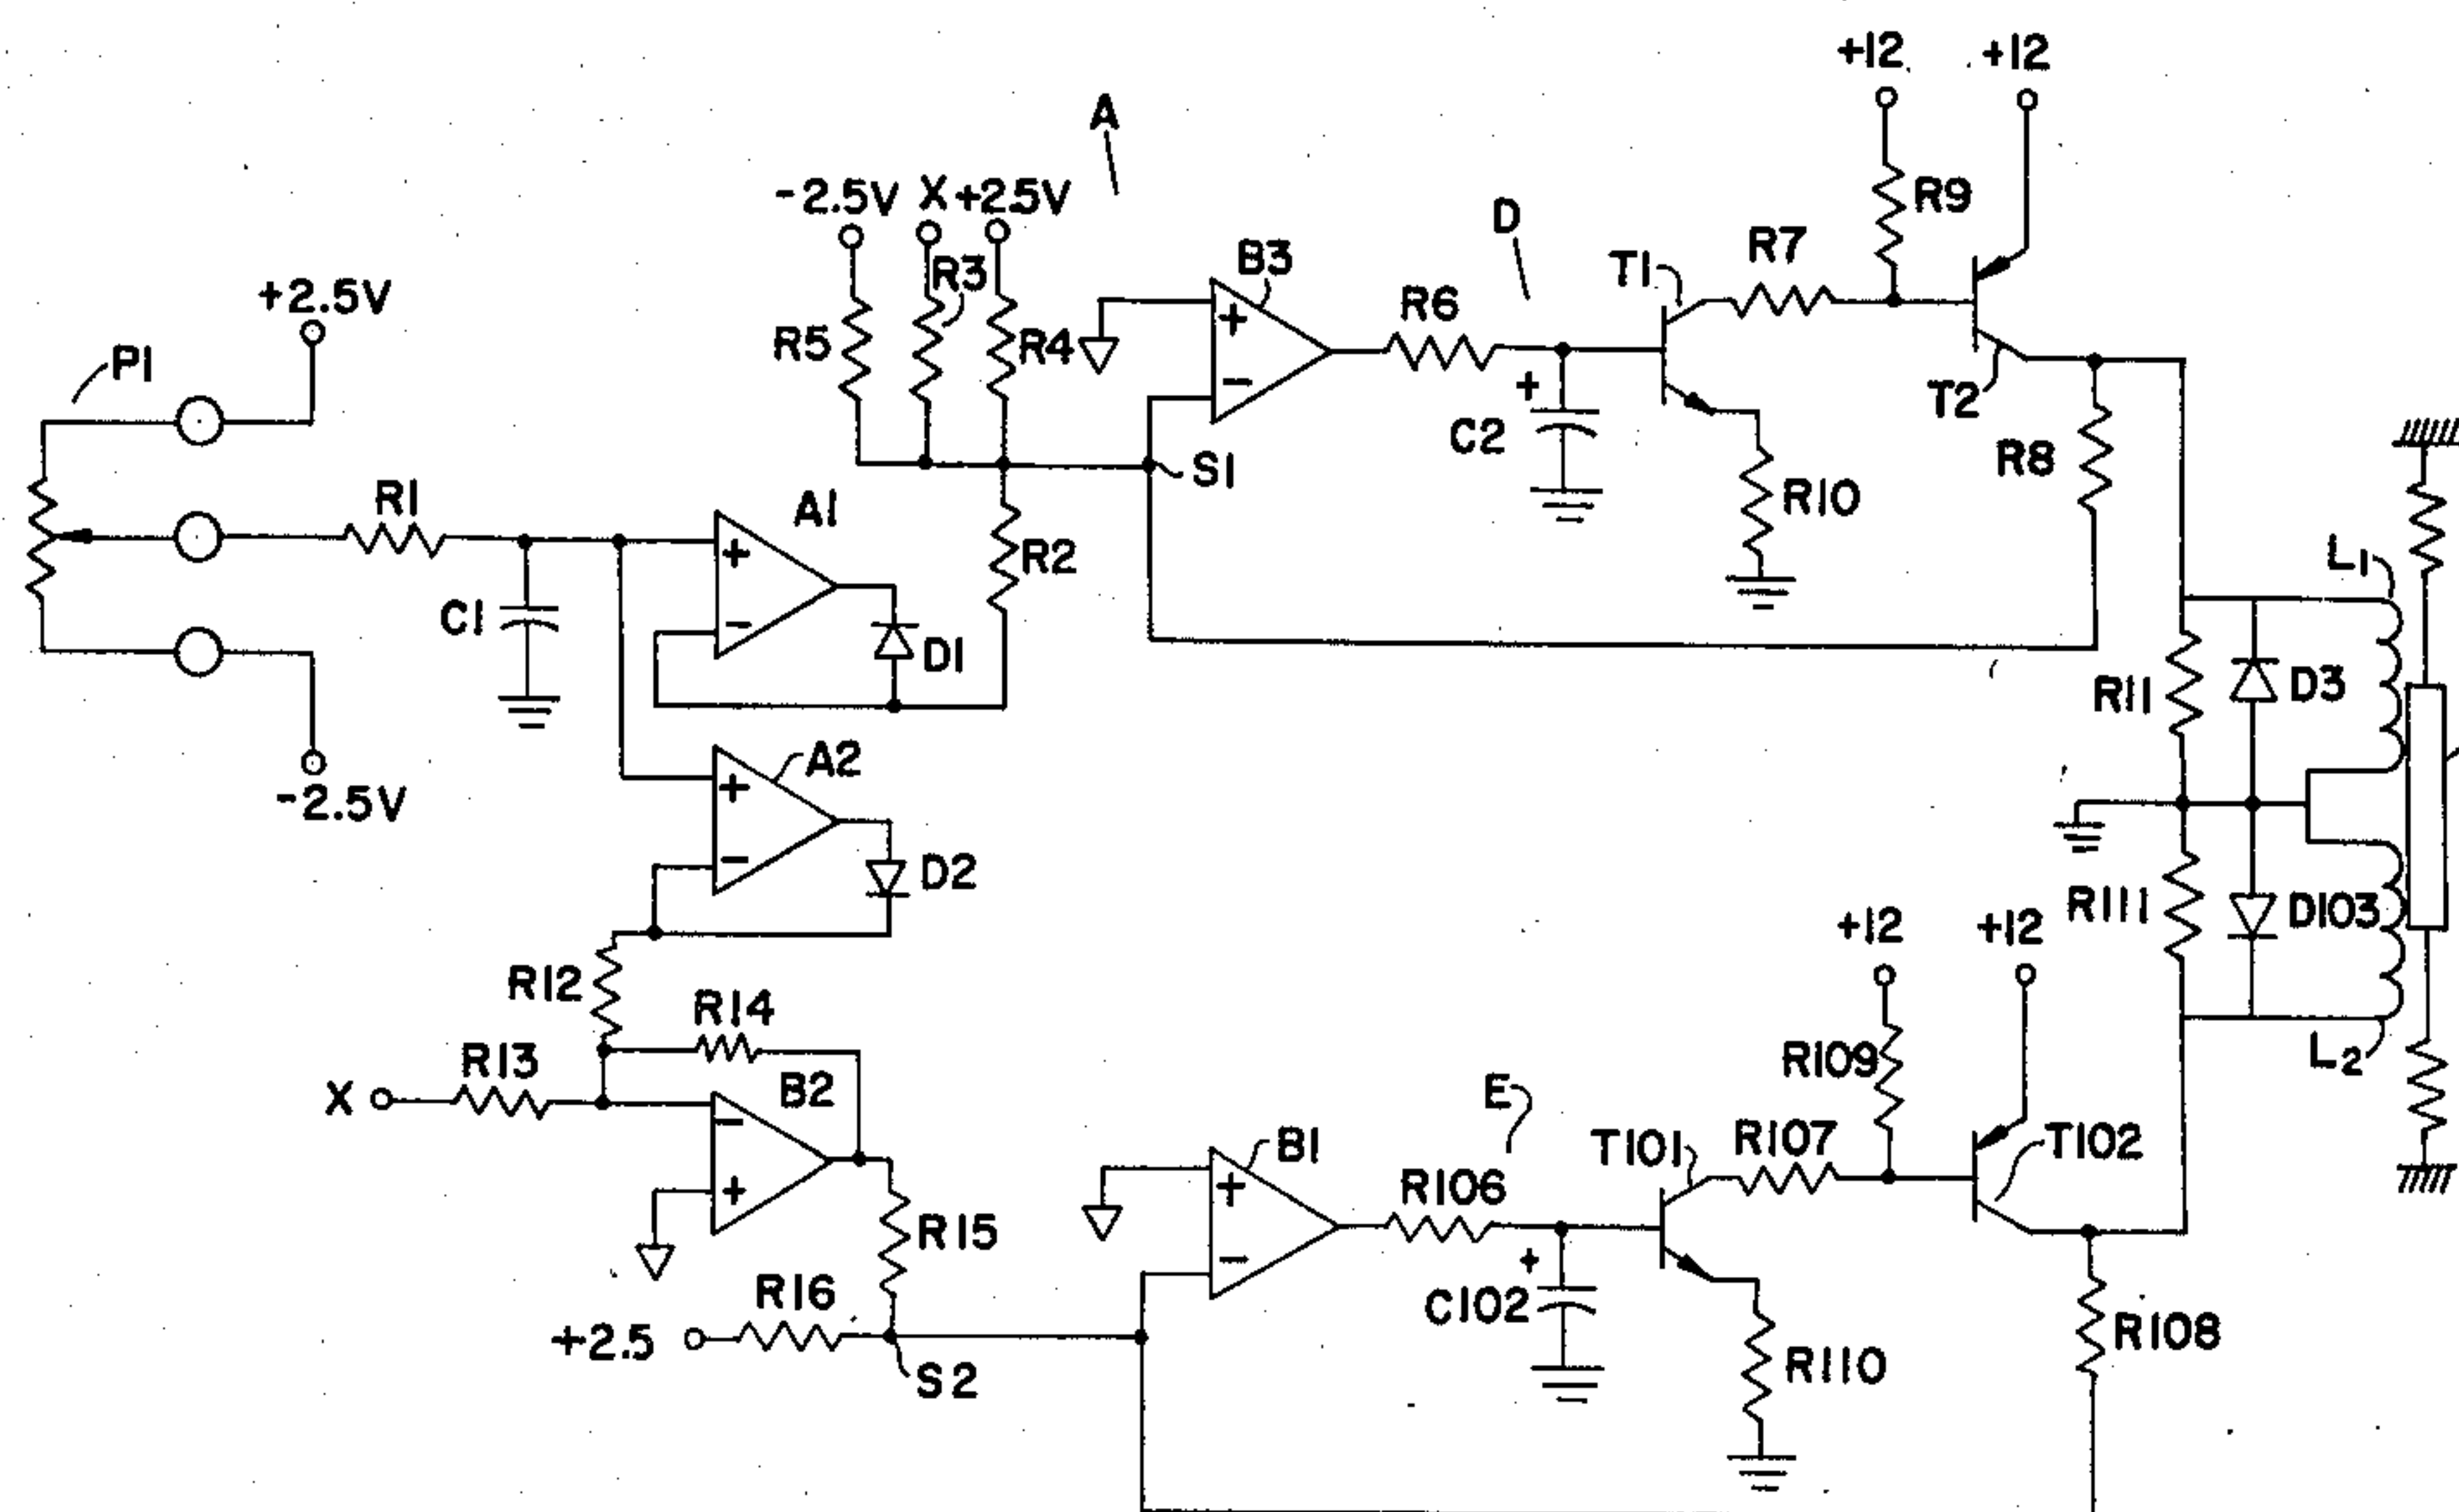 +12 +12
A
-2.5V X +2.5V
R9
D
B3
T1
R7
R3
+2.5V
R6
R5
R4
P1
+
T2
+
-
C2
R8
S1
R1
A1
R10
+
R2
L1
C1
-
D1
R11
D3
A2
-2.5V
+
-
D2
R111
D103
+12 +12
R12
R14
R13
R109
L2
X
B2
E
-
B1
T101
R107
T102
+
+
R106
R15
-
+
R16
C102
+2.5
R108
S2
R110